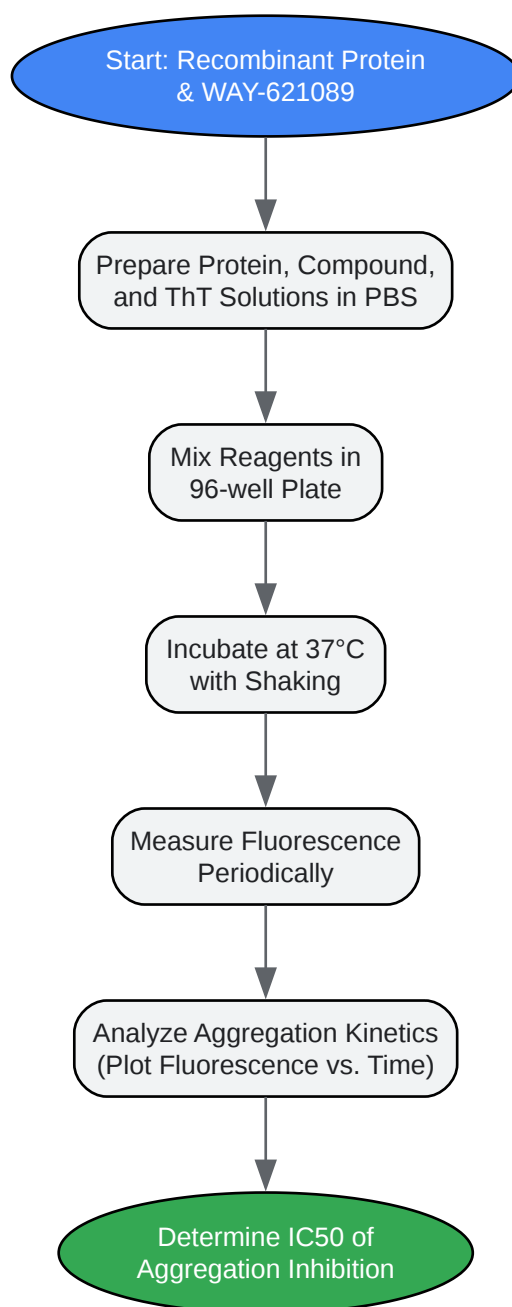 Start: Recombinant Protein
& WAY-621089
Prepare Protein, Compound,
and ThT Solutions in PBS
Mix Reagents in
96-well Plate
Incubate at 37°C
with Shaking
Measure Fluorescence
Periodically
Analyze Aggregation Kinetics
(Plot Fluorescence vs. Time)
Determine IC50 of
Aggregation Inhibition